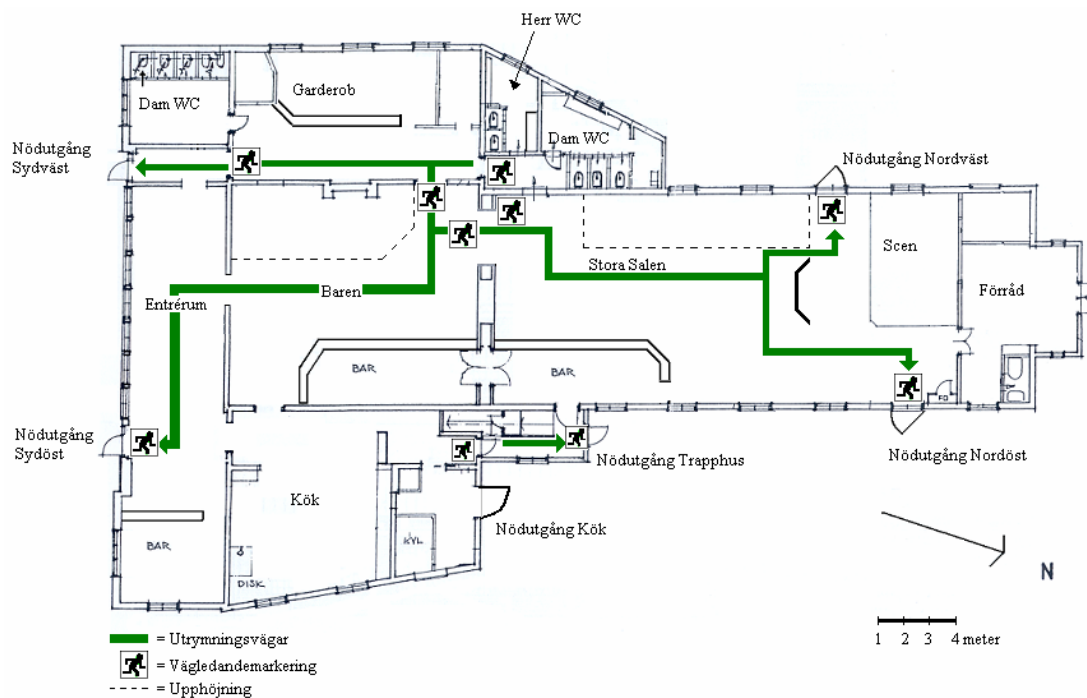 Herr WC
Garderob
Dam WC
Dam WC
Nödutgång
Sydväst
Nödutgång Nordväst
Scen
Stora Salen
Förråd
Baren
Entrérum
BAR
BAR
FD
Nödutgång
Sydöst
Nödutgång Trapphus
Nödutgång Nordöst
Kök
Nödutgång Kök
KYL
BAR
DISK
N
1 2 3 4 meter
= Utrymningsvägar
= Vägledandemarkering
= Upphöjning